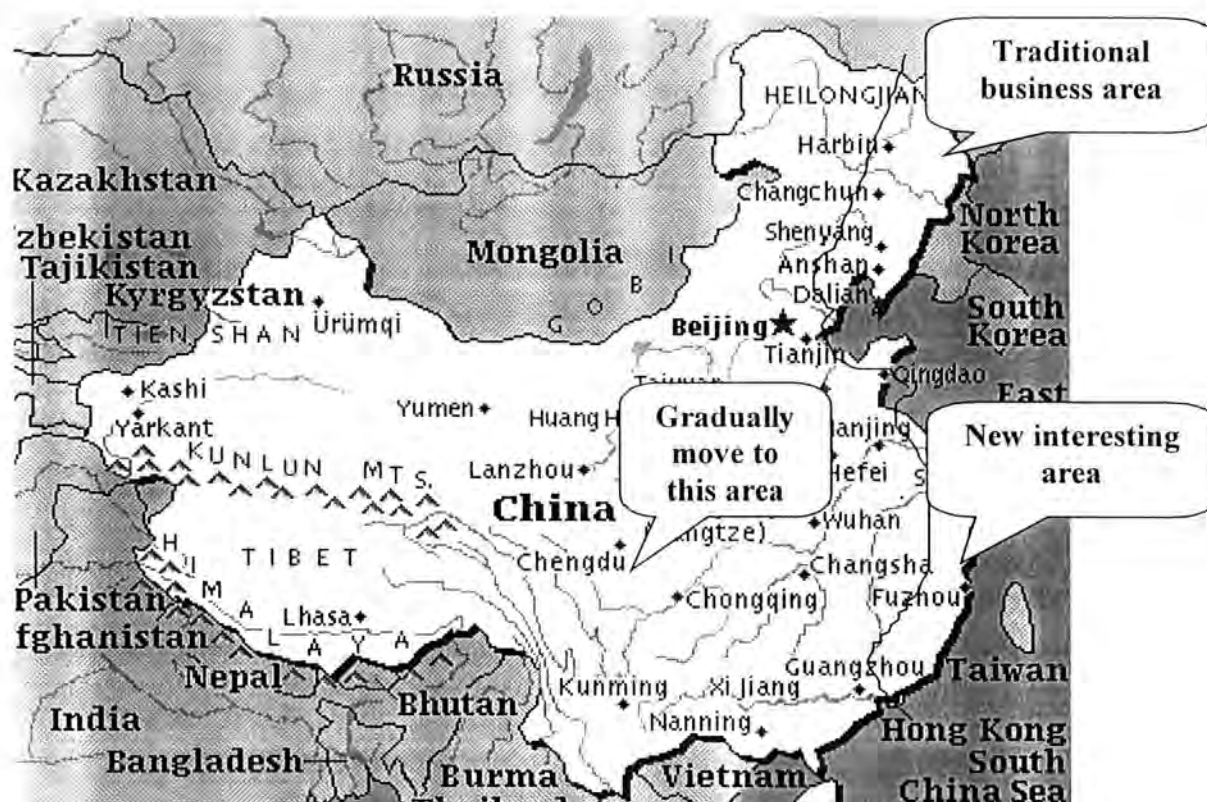 Russia
Traditional
business area
HEILONGJIAN
Harbin
Kazakhstan
Changchun
North
Korea
zbekistan
Tajikistan
Mongolia
Shenyang
Anshan
Kyrgyzstan
Ürümqi
G O B I
Dalian
South
Korea
TIEN SHAN
Beijing
Tianjin
Kashi
Qingdao
East
Yumen
Huang H
Yarkant
Gradually
move to
this area
anjing
New interesting
area
KUNLUN MTS.
Lanzhou
Hefei
S
China
Wuhan
ngtze)
TIBET
Chengdu
Changsha
HIMALAYA
Pakistan
Chongqing
Fuzhou
Lhasa
fghanistan
Nepal
Guangzhou
Taiwan
Kunming
Xi Jiang
Bhutan
India
Nanning
Hong Kong
Bangladesh
Burma
Vietnam
South
China Sea